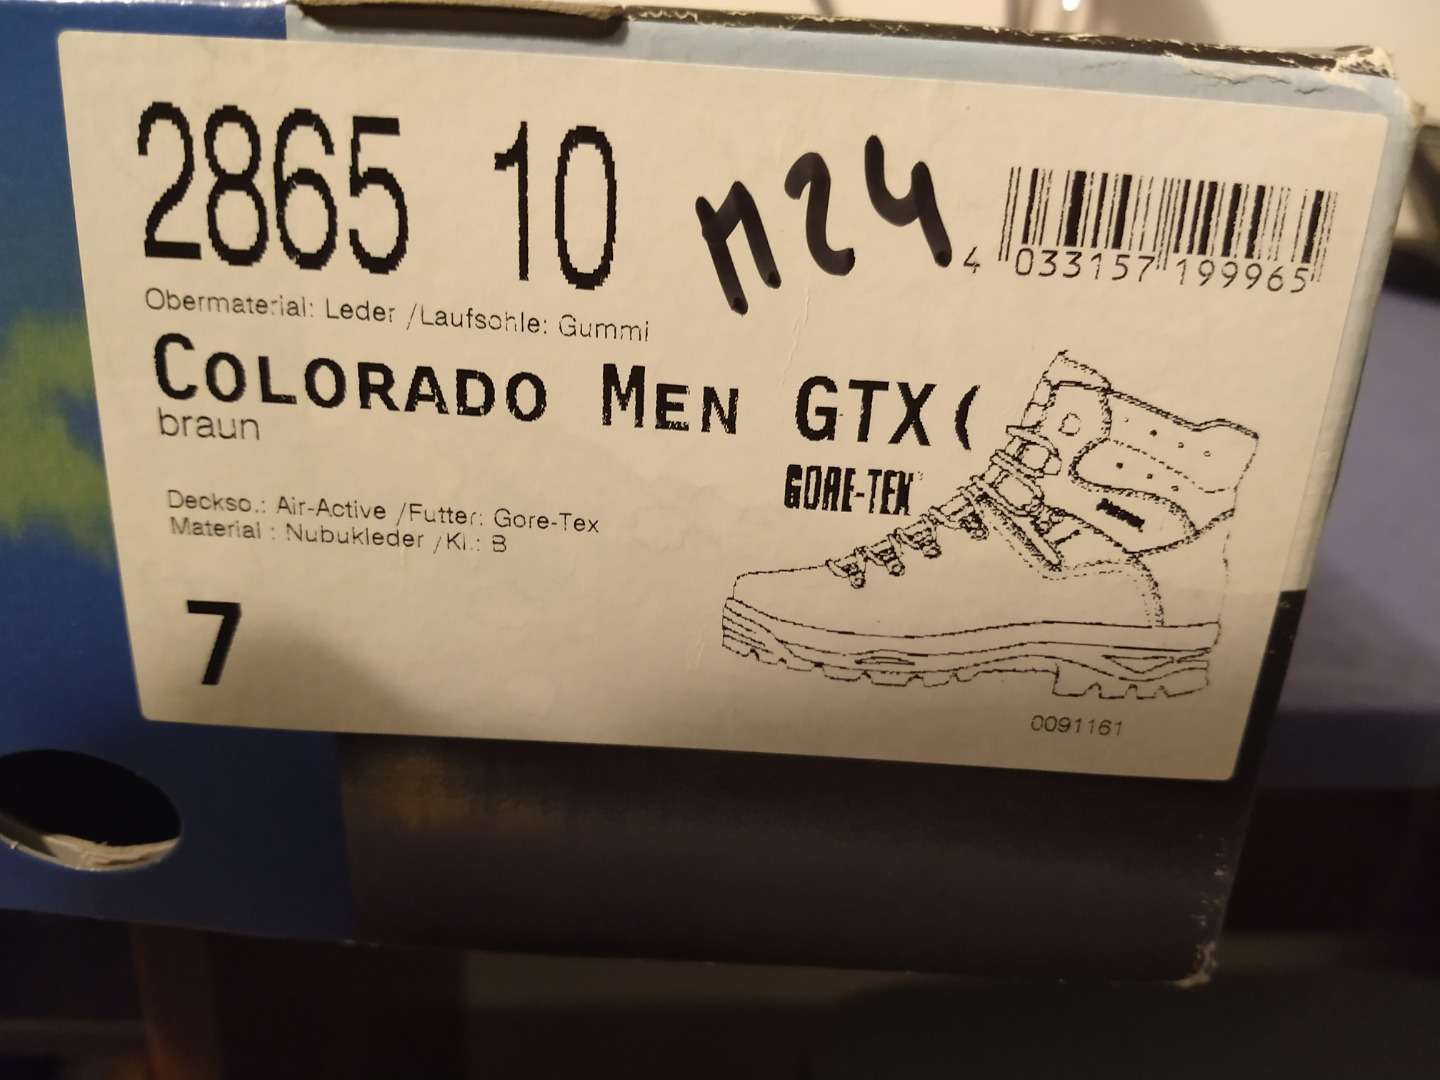 2865 10
M24
4 033157 199965
Obermaterial: Leder /Laufsohle: Gummi
COLORADO MEN GTX (
braun
GORE-TEX
Deckso.: Air-Active /Futter: Gore-Tex
Material : Nubukleder /Kl.: B
7
0091161